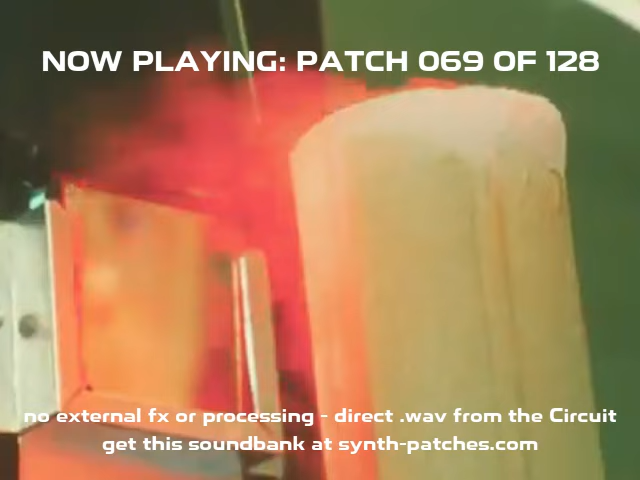 NOW PLAYING: PATCH 069 OF 128
no external fx or processing - direct .wav from the Circuit
get this soundbank at synth-patches.com